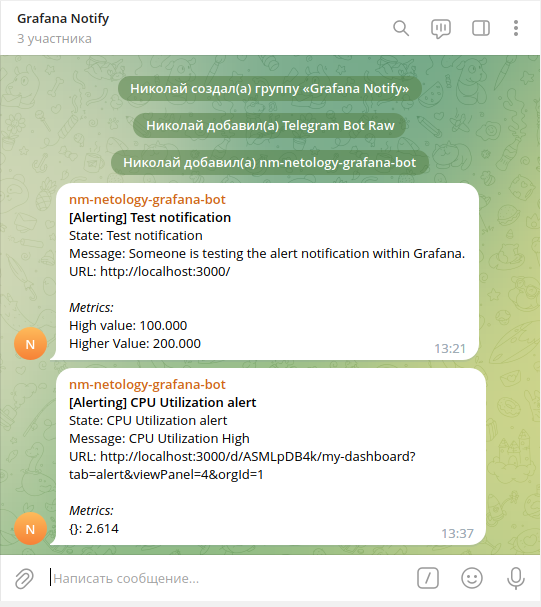 Grafana Notify
3 участника
Николай создал(а) группу «Grafana Notify»
Николай добавил(а) Telegram Bot Raw
Николай добавил(а) nm-netology-grafana-bot
nm-netology-grafana-bot
[Alerting] Test notification
State: Test notification
Message: Someone is testing the alert notification within Grafana.
URL: http://localhost:3000/
Metrics:
High value: 100.000
Higher Value: 200.000
N
13:21
nm-netology-grafana-bot
[Alerting] CPU Utilization alert
State: CPU Utilization alert
Message: CPU Utilization High
URL: http://localhost:3000/d/ASMLpDB4k/my-dashboard?
tab=alert&viewPanel=4&orgId=1
Metrics:
{}: 2.614
N
13:37
Написать сообщение...